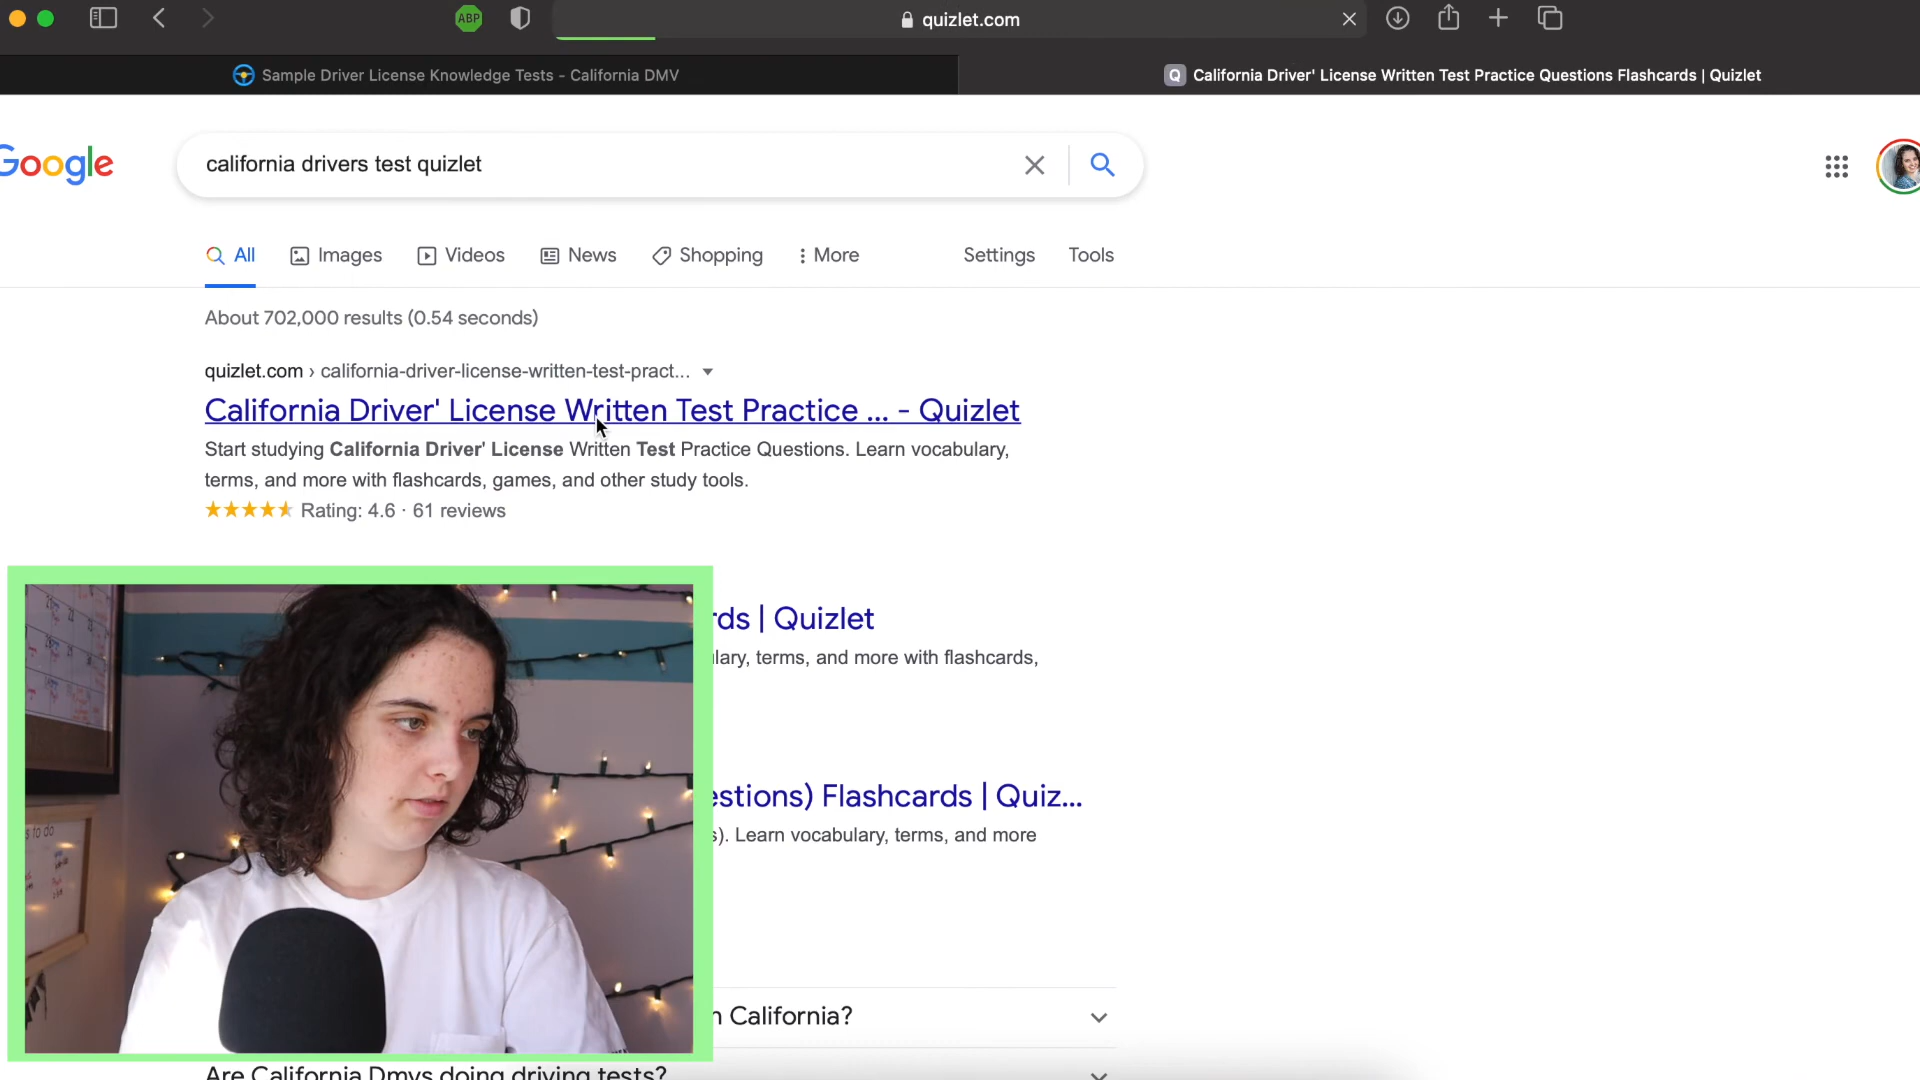 ABP
quizlet.com
Sample Driver License Knowledge Tests - California DMV
Q California Driver' License Written Test Practice Questions Flashcards | Quizlet
Google
california drivers test quizlet
All Images Videos News Shopping More Settings Tools
About 702,000 results (0.54 seconds)
quizlet.com › california-driver-license-written-test-pract...
California Driver' License Written Test Practice ... - Quizlet
Start studying California Driver' License Written Test Practice Questions. Learn vocabulary,
terms, and more with flashcards, games, and other study tools.
Rating: 4.6 · 61 reviews
rds | Quizlet
lary, terms, and more with flashcards,
estions) Flashcards | Quiz...
s). Learn vocabulary, terms, and more
s to do
n California?
Are California Dmvs doing driving tests?